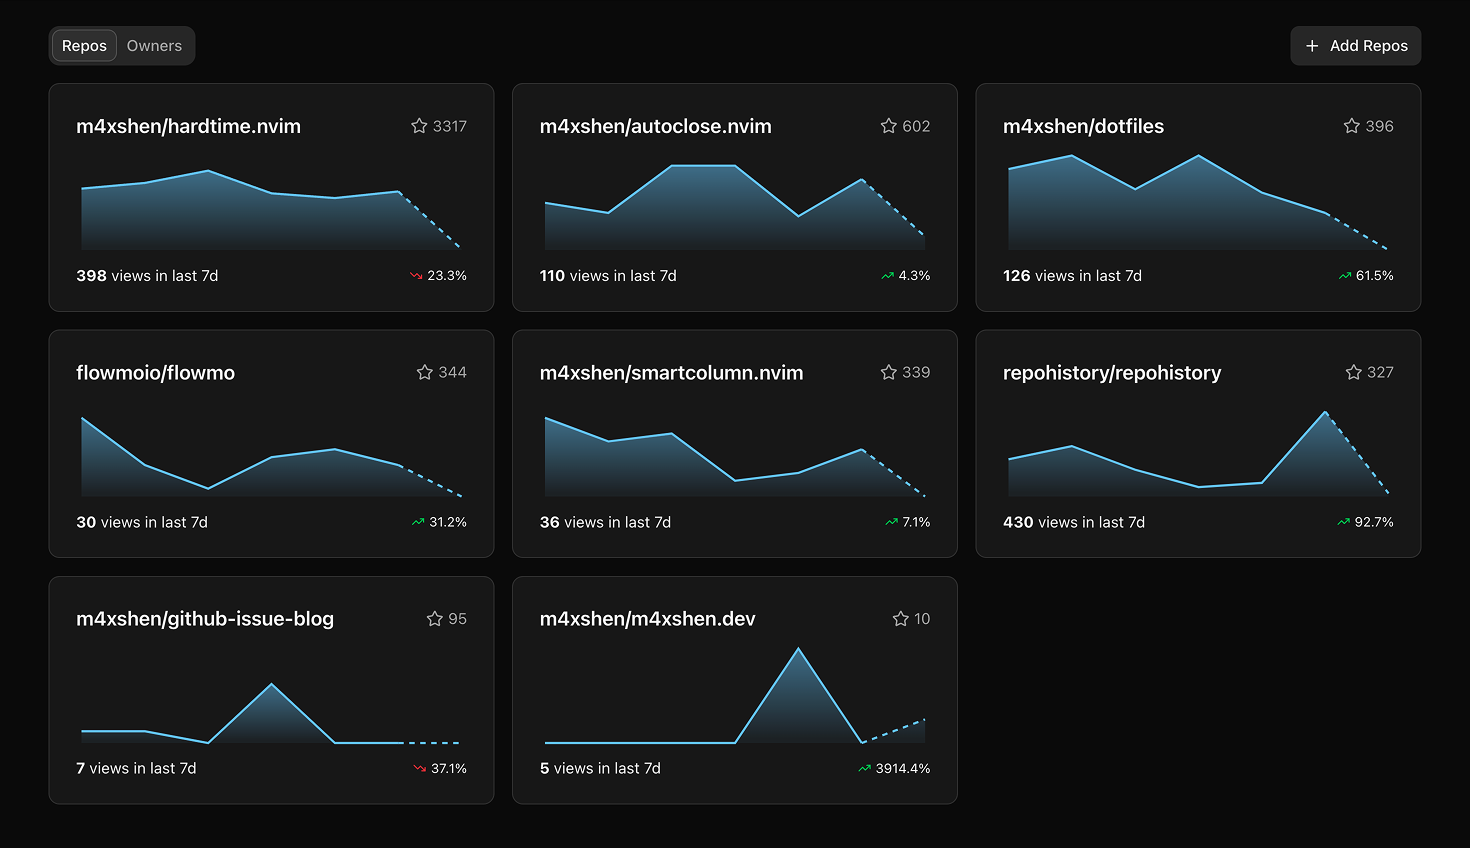 Repos Owners + Add Repos
m4xshen/hardtime.nvim 3317
398 views in last 7d 23.3%
m4xshen/autoclose.nvim 602
110 views in last 7d 4.3%
m4xshen/dotfiles 396
126 views in last 7d 61.5%
flowmoio/flowmo 344
30 views in last 7d 31.2%
m4xshen/smartcolumn.nvim 339
36 views in last 7d 7.1%
repohistory/repohistory 327
430 views in last 7d 92.7%
m4xshen/github-issue-blog 95
7 views in last 7d 37.1%
m4xshen/m4xshen.dev 10
5 views in last 7d 3914.4%